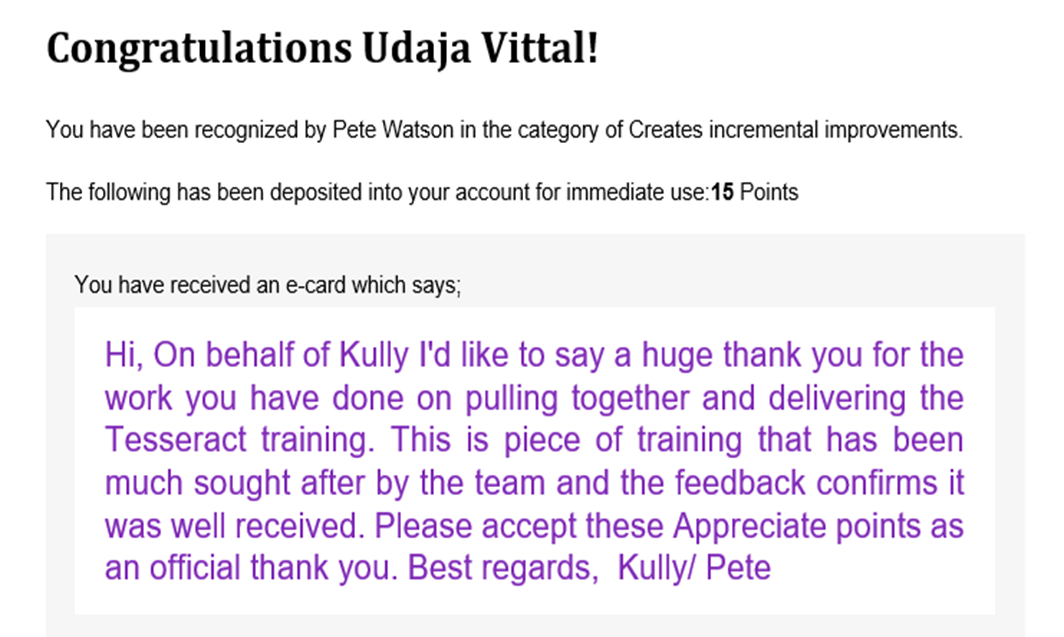 Congratulations Udaja Vittal!
You have been recognized by Pete Watson in the category of Creates incremental improvements.
The following has been deposited into your account for immediate use:15 Points
You have received an e-card which says;
Hi, On behalf of Kully I'd like to say a huge thank you for the
work you have done on pulling together and delivering the
Tesseract training. This is piece of training that has been
much sought after by the team and the feedback confirms it
was well received. Please accept these Appreciate points as
an official thank you. Best regards,  Kully/ Pete